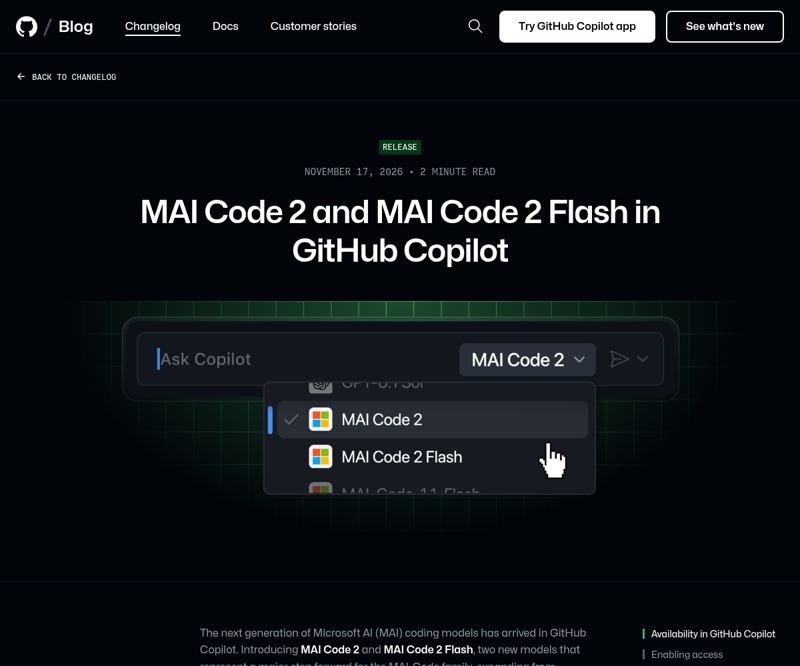 / Blog
Changelog
Docs
Customer stories
Try GitHub Copilot app
See what's new
← BACK TO CHANGELOG
RELEASE
NOVEMBER 17, 2026 • 2 MINUTE READ
MAI Code 2 and MAI Code 2 Flash in
GitHub Copilot
Ask Copilot
MAI Code 2
MAI Code 2
MAI Code 2 Flash
The next generation of Microsoft AI (MAI) coding models has arrived in GitHub
Copilot. Introducing MAI Code 2 and MAI Code 2 Flash, two new models that
Availability in GitHub Copilot
Enabling access